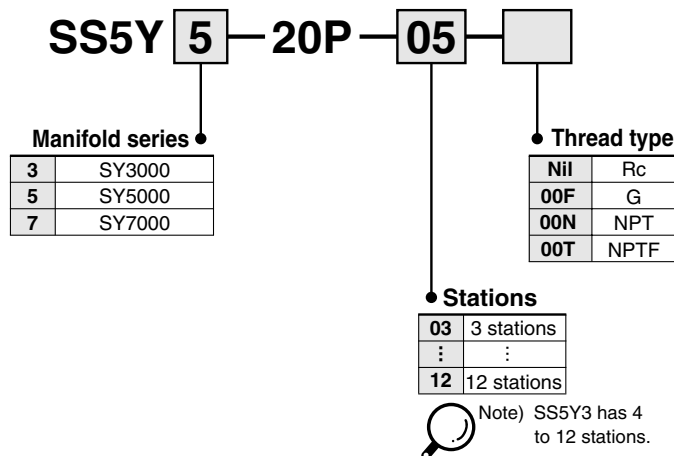 SS5Y 5 — 20P — 05 —
Manifold series
3 SY3000
5 SY5000
7 SY7000
Thread type
Nil Rc
00F G
00N NPT
00T NPTF
Stations
03 3 stations
⋮ ⋮
12 12 stations
Note) SS5Y3 has 4
to 12 stations.